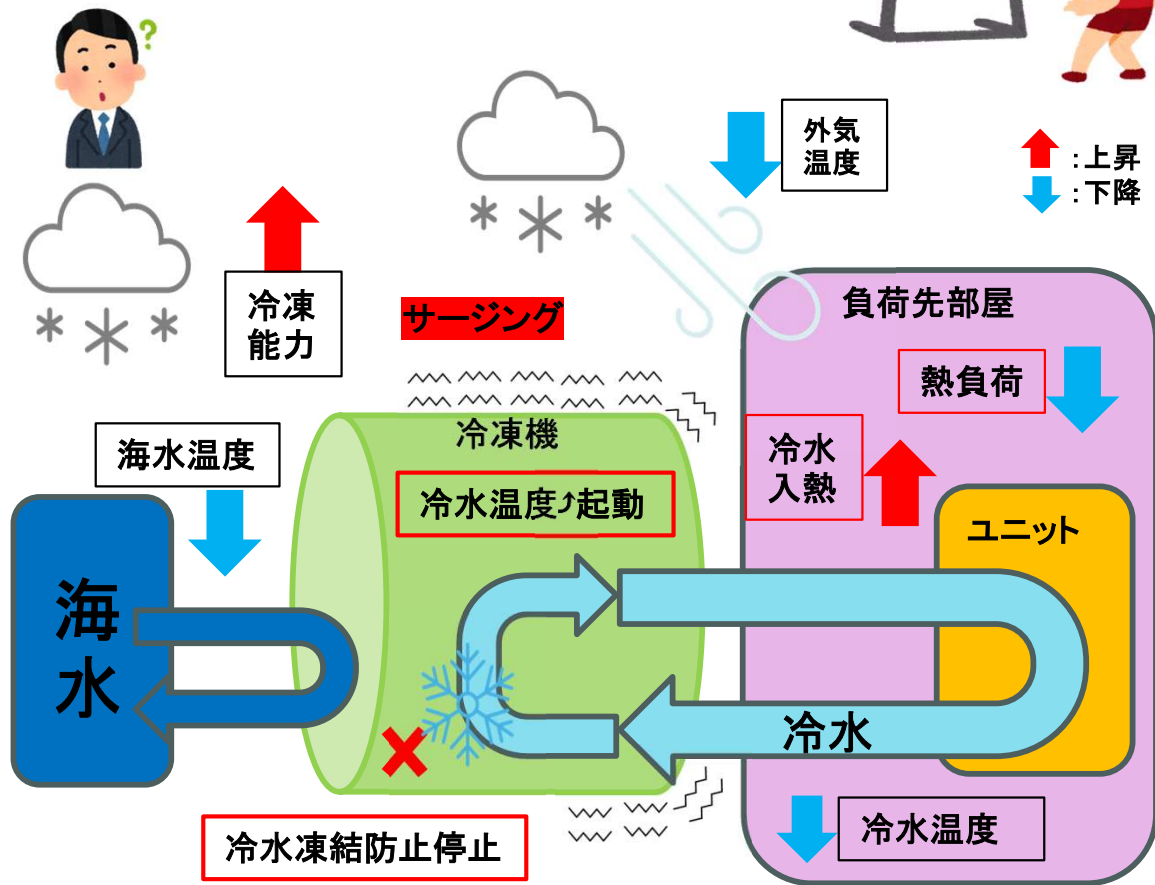 ?
外気
温度
:上昇
:下降
冷凍
能力
サージング
負荷先部屋
熱負荷
海水温度
冷凍機
冷水
入熱
冷水温度⤴起動
ユニット
海
水
冷水
冷水凍結防止停止
冷水温度